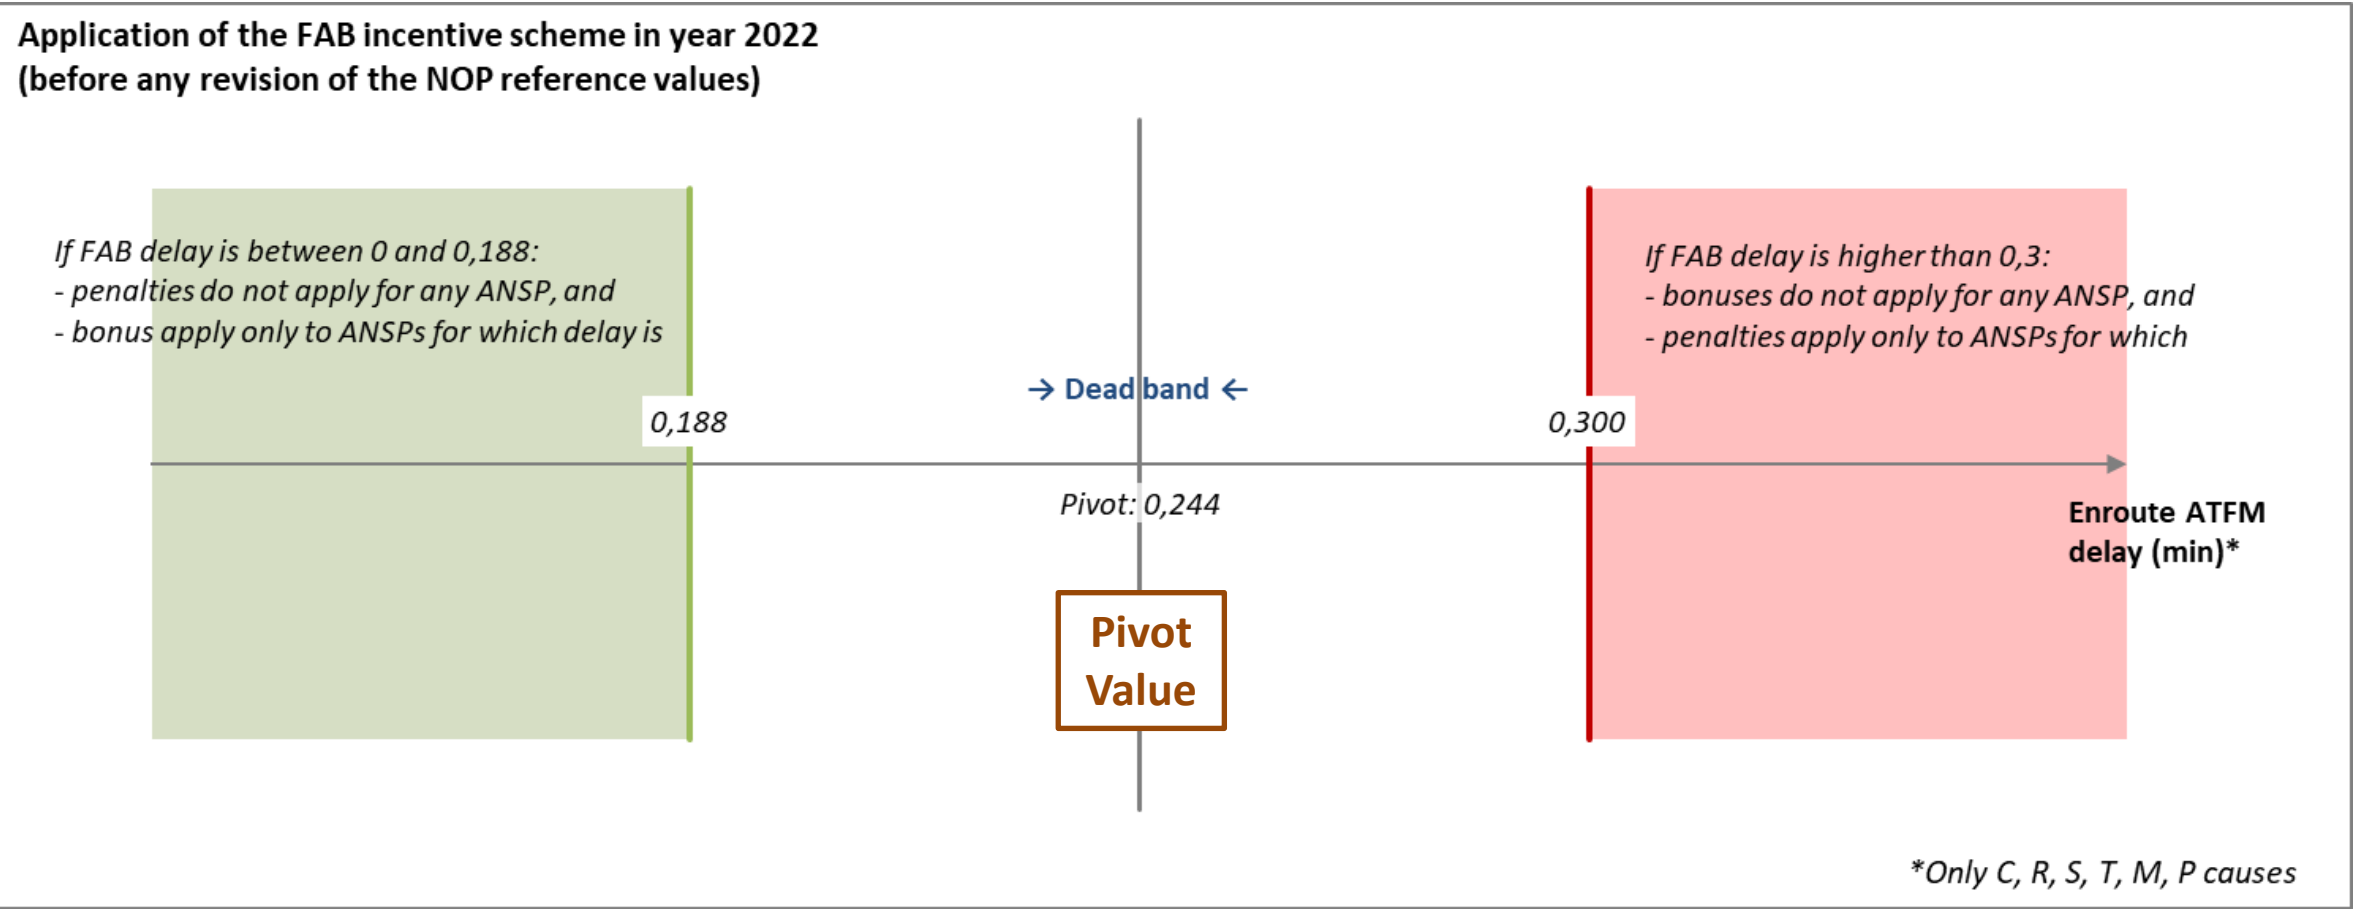 Application of the FAB incentive scheme in year 2022
(before any revision of the NOP reference values)
If FAB delay is between 0 and 0,188:
- penalties do not apply for any ANSP, and
- bonus apply only to ANSPs for which delay is
If FAB delay is higher than 0,3:
- bonuses do not apply for any ANSP, and
- penalties apply only to ANSPs for which
→ Dead band ←
0,188
0,300
Pivot: 0,244
Enroute ATFM
delay (min)*
Pivot
Value
*Only C, R, S, T, M, P causes